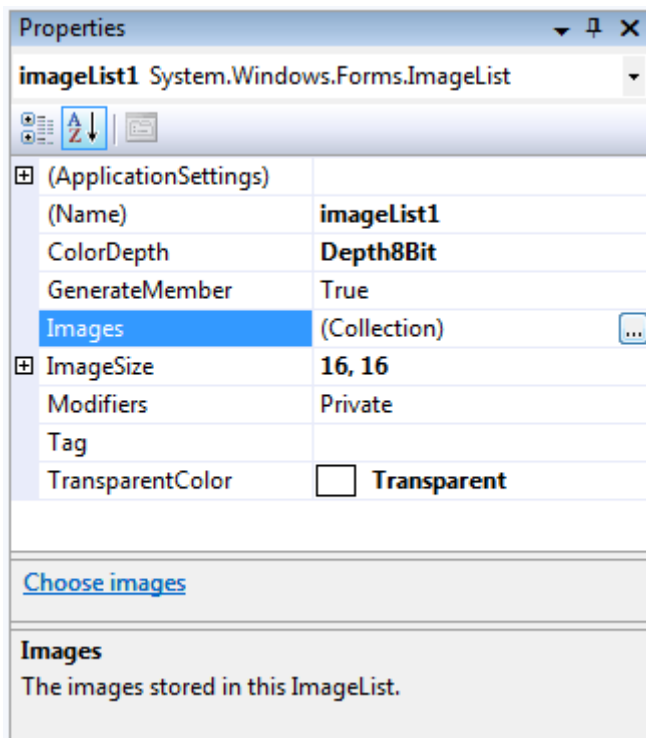 Properties
imageList1 System.Windows.Forms.ImageList
(ApplicationSettings)
(Name) imageList1
ColorDepth Depth8Bit
GenerateMember True
Images (Collection) ...
ImageSize 16, 16
Modifiers Private
Tag
TransparentColor Transparent
Choose images
Images
The images stored in this ImageList.